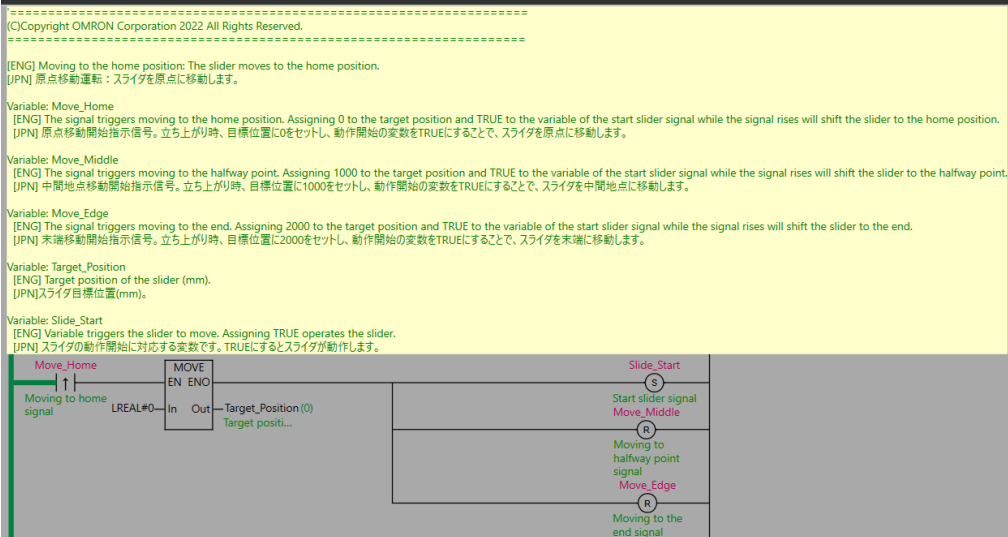 '====================================================================
(C)Copyright OMRON Corporation 2022 All Rights Reserved.
====================================================================
[ENG] Moving to the home position: The slider moves to the home position.
[JPN] 原点移動運転：スライダを原点に移動します。
Variable: Move_Home
[ENG] The signal triggers moving to the home position. Assigning 0 to the target position and TRUE to the variable of the start slider signal while the signal rises will shift the slider to the home position.
[JPN] 原点移動開始指示信号。立ち上がり時、目標位置に0をセットし、動作開始の変数をTRUEにすることで、スライダを原点に移動します。
Variable: Move_Middle
[ENG] The signal triggers moving to the halfway point. Assigning 1000 to the target position and TRUE to the variable of the start slider signal while the signal rises will shift the slider to the halfway point.
[JPN] 中間地点移動開始指示信号。立ち上がり時、目標位置に1000をセットし、動作開始の変数をTRUEにすることで、スライダを中間地点に移動します。
Variable: Move_Edge
[ENG] The signal triggers moving to the end. Assigning 2000 to the target position and TRUE to the variable of the start slider signal while the signal rises will shift the slider to the end.
[JPN] 末端移動開始指示信号。立ち上がり時、目標位置に2000をセットし、動作開始の変数をTRUEにすることで、スライダを末端に移動します。
Variable: Target_Position
[ENG] Target position of the slider (mm).
[JPN]スライダ目標位置(mm)。
Variable: Slide_Start
[ENG] Variable triggers the slider to move. Assigning TRUE operates the slider.
[JPN] スライダの動作開始に対応する変数です。TRUEにするとスライダが動作します。
Move_Home
Moving to home
signal
MOVE
EN ENO
LREAL#0 In Out Target_Position (0)
Target positi...
Slide_Start
S
Start slider signal
Move_Middle
R
Moving to
halfway point
signal
Move_Edge
R
Moving to the
end signal